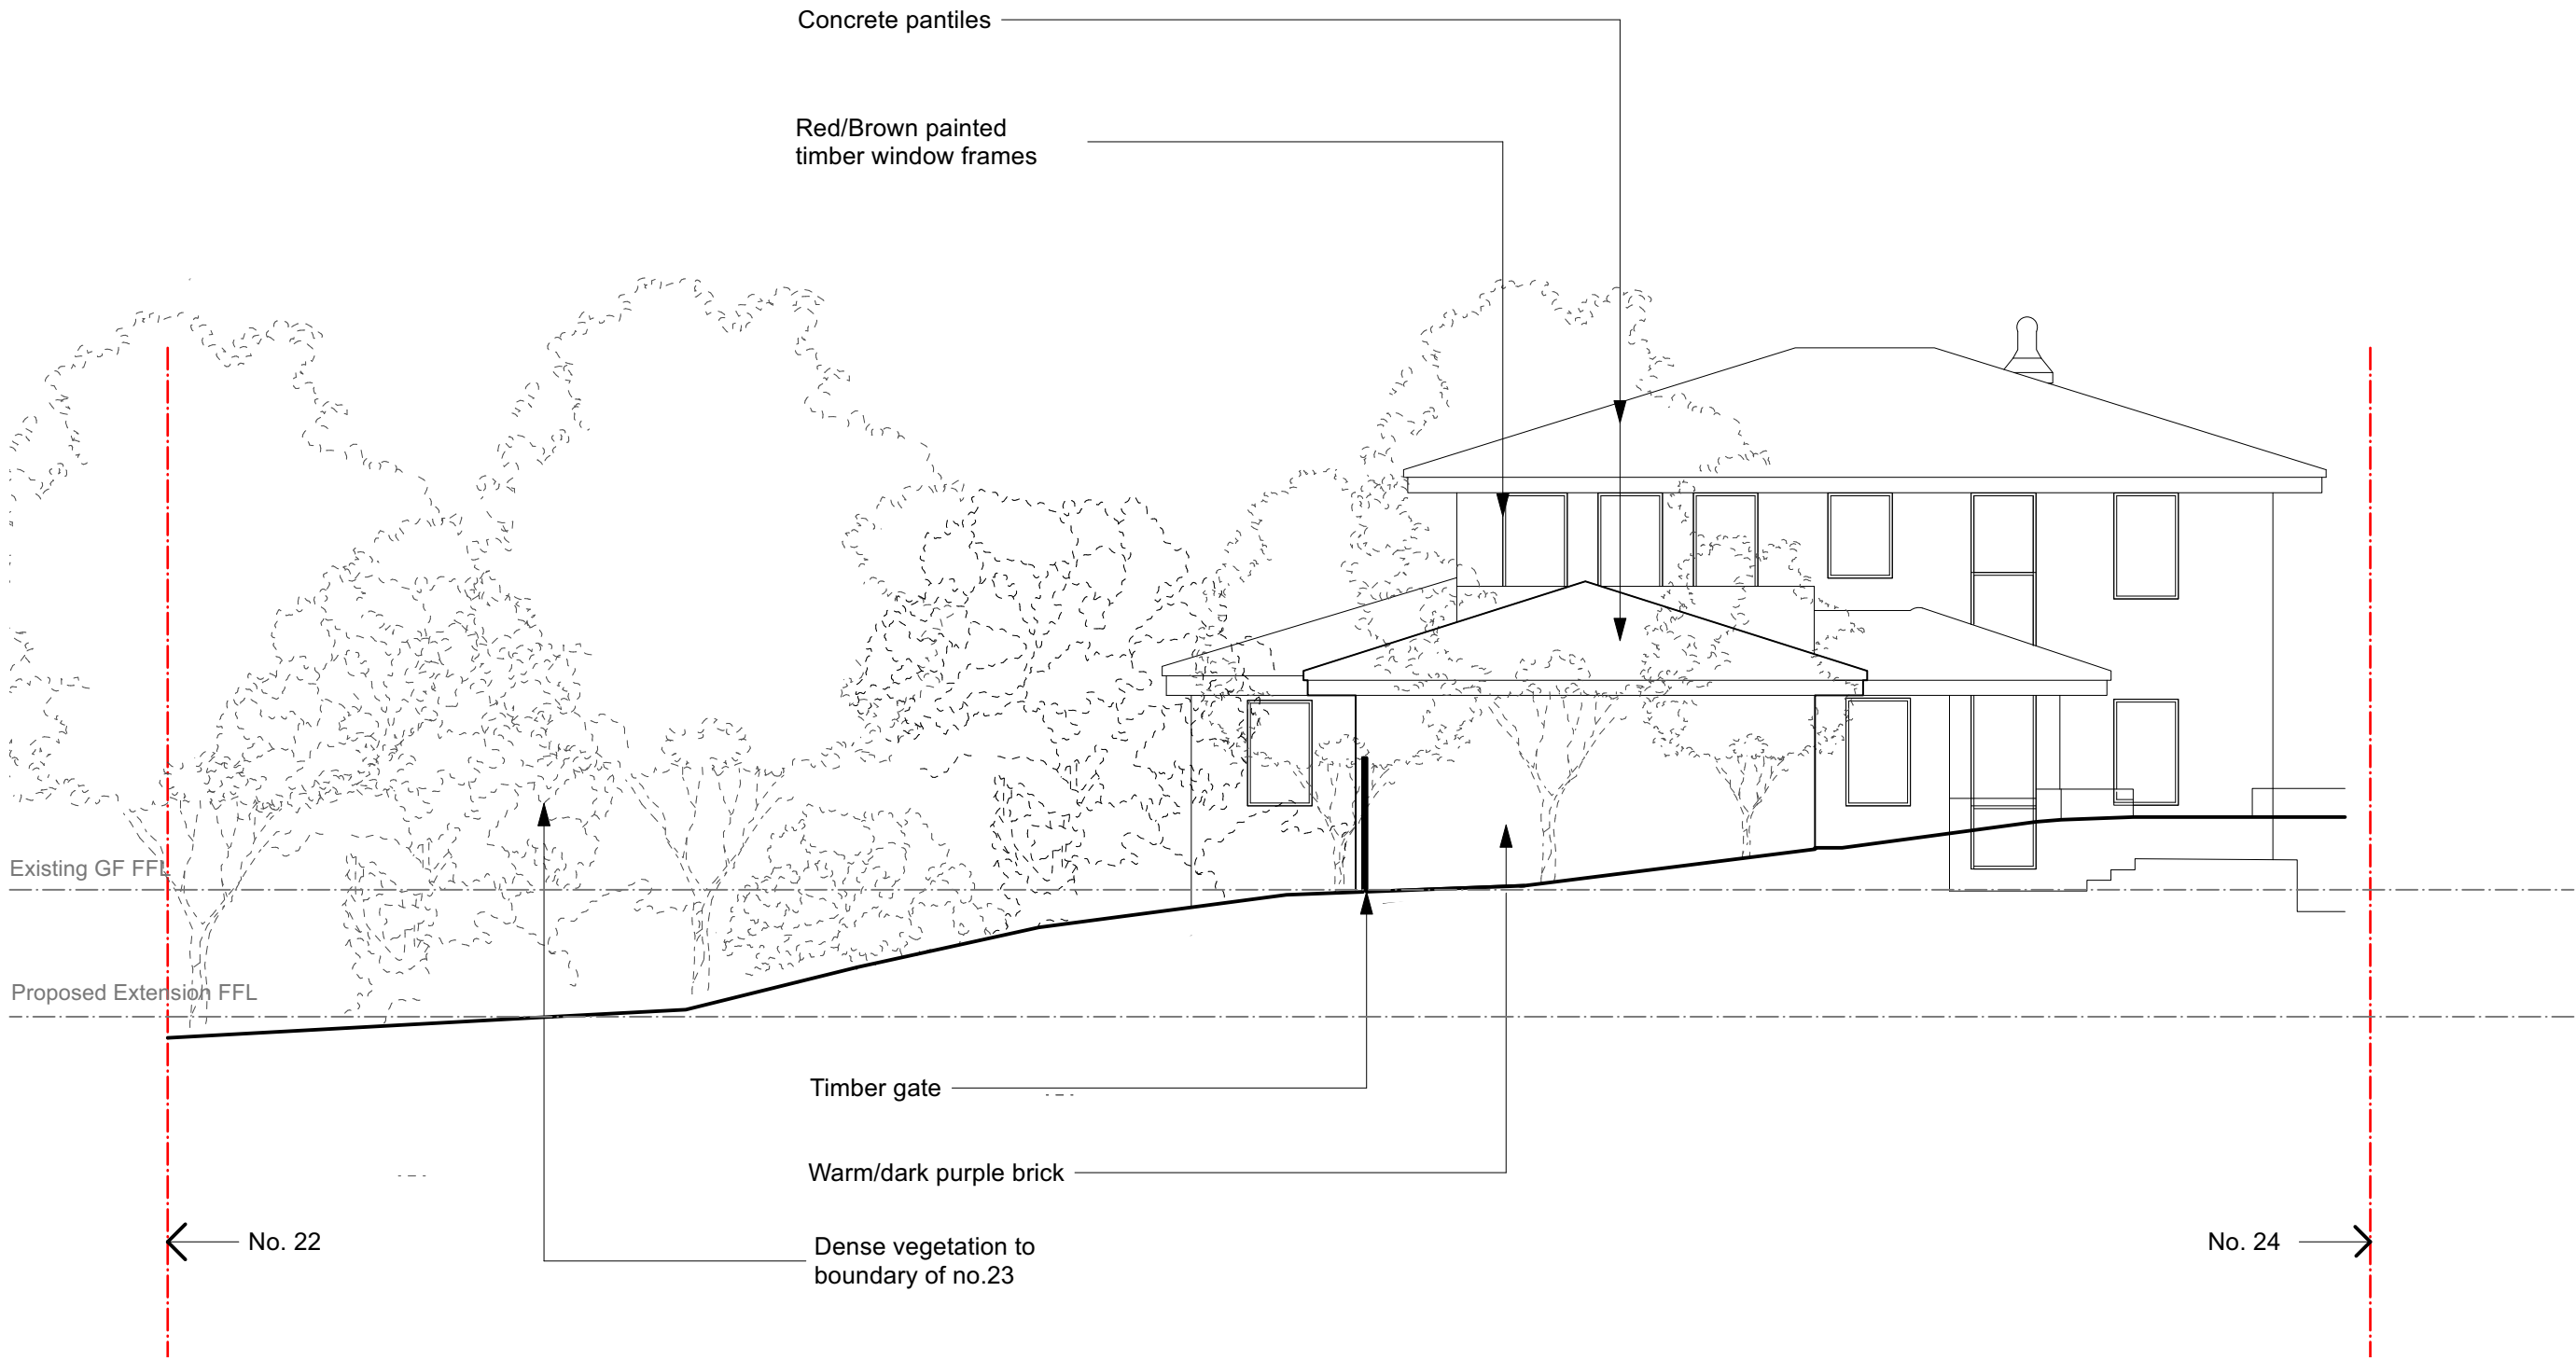 Concrete pantiles
Red/Brown painted
timber window frames
Existing GF FFL
Proposed Extension FFL
Timber gate
Warm/dark purple brick
No. 22
Dense vegetation to
boundary of no.23
No. 24